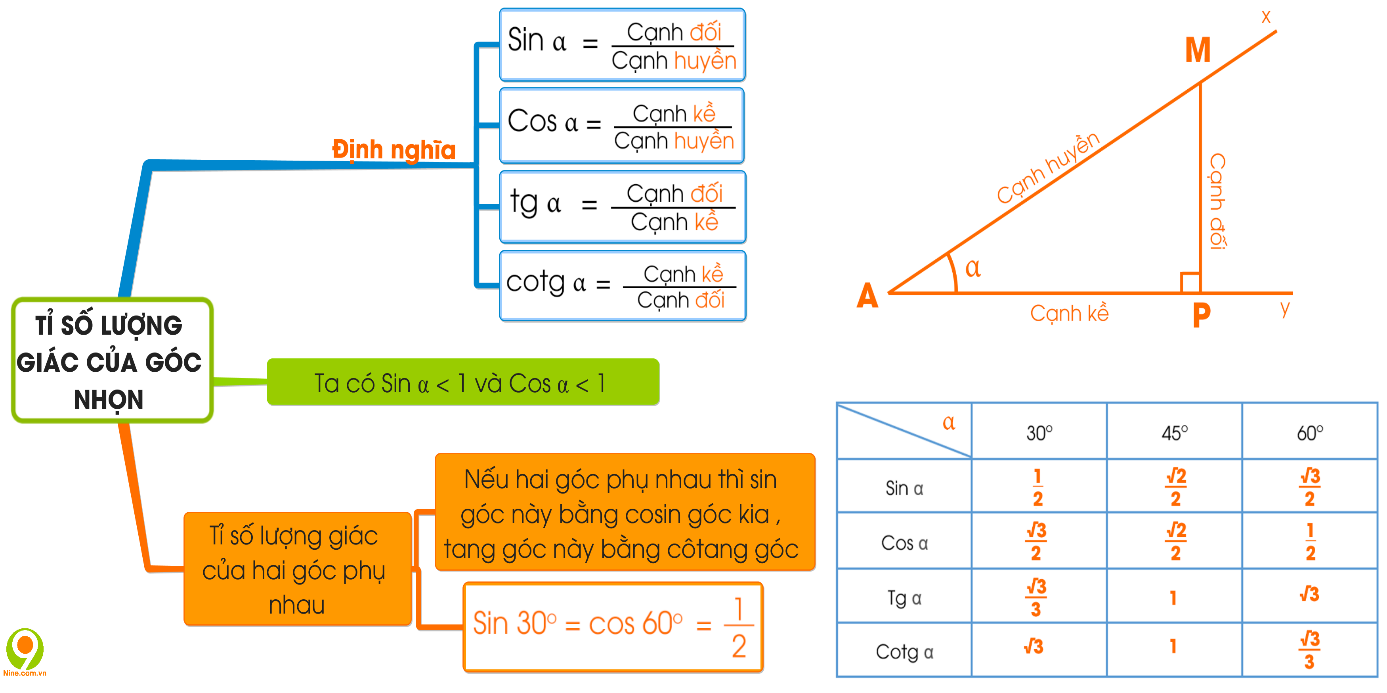 Sin α = Cạnh đối / Cạnh huyền
Cos α = Cạnh kề / Cạnh huyền
tg α = Cạnh đối / Cạnh kề
cotg α = Cạnh kề / Cạnh đối
Định nghĩa
TỈ SỐ LƯỢNG
GIÁC CỦA GÓC
NHỌN
Ta có Sin α < 1 và Cos α < 1
Tỉ số lượng giác
của hai góc phụ
nhau
Nếu hai góc phụ nhau thì sin
góc này bằng cosin góc kia ,
tang góc này bằng côtang góc
Sin 30° = cos 60° = 1/2
x
M
Cạnh huyền
Cạnh đối
α
A
Cạnh kề
P
y
α 30° 45° 60°
Sin α 1/2 √2/2 √3/2
Cos α √3/2 √2/2 1/2
Tg α √3/3 1 √3
Cotg α √3 1 √3/3
9
Nine.com.vn